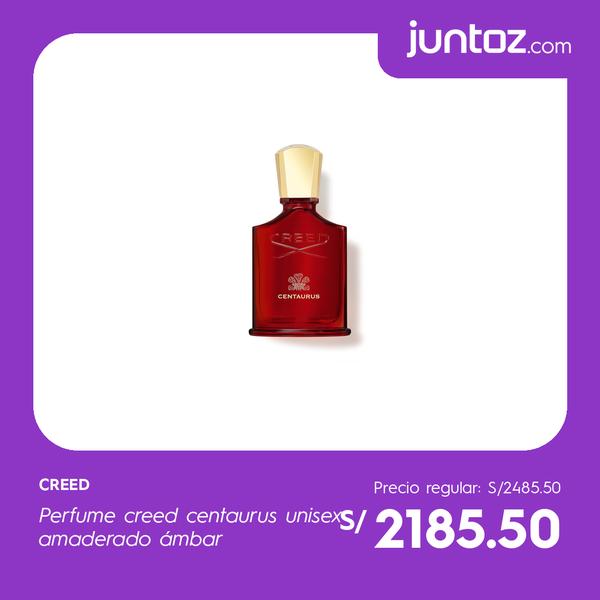 juntoz.com
CREED
CENTAURUS
CREED
Perfume creed centaurus unisex
amaderado ámbar
Precio regular: S/2485.50
S/ 2185.50